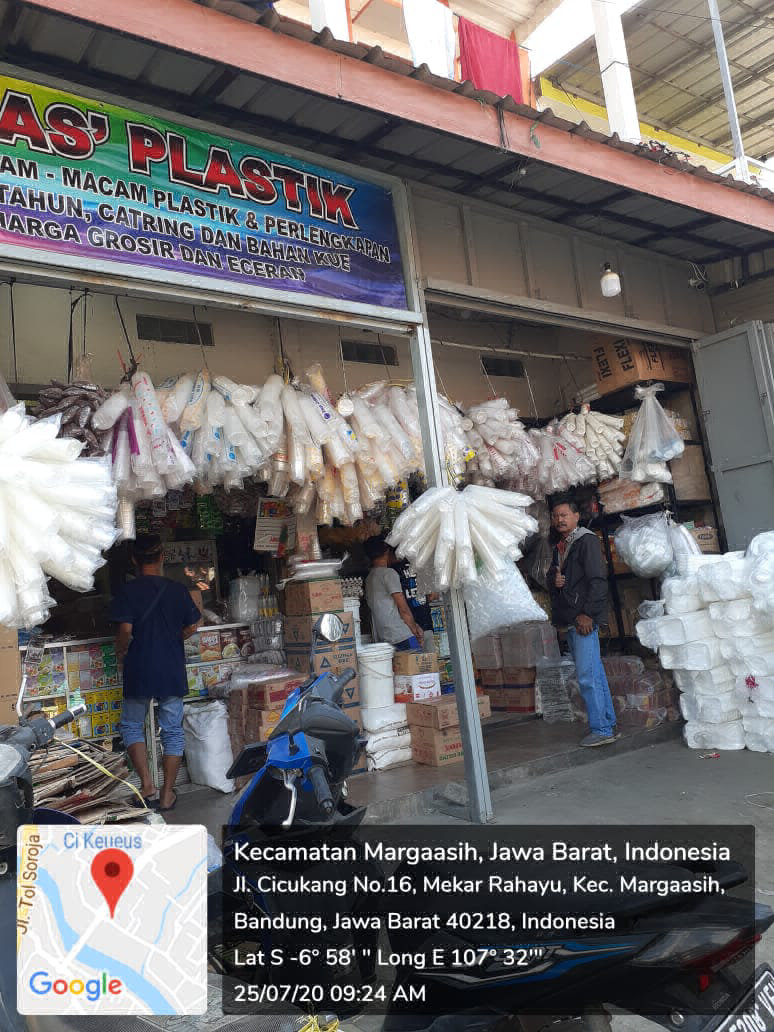 AS' PLASTIK
AM - MACAM PLASTIK & PERLENGKAPAN
TAHUN, CATRING DAN BAHAN KUE
HARGA GROSIR DAN ECERAN
FLEXI
Ci Keueus
Jl. Tol Soroja
Google
Kecamatan Margaasih, Jawa Barat, Indonesia
Jl. Cicukang No.16, Mekar Rahayu, Kec. Margaasih,
Bandung, Jawa Barat 40218, Indonesia
Lat S -6° 58' " Long E 107° 32'"
25/07/20 09:24 AM